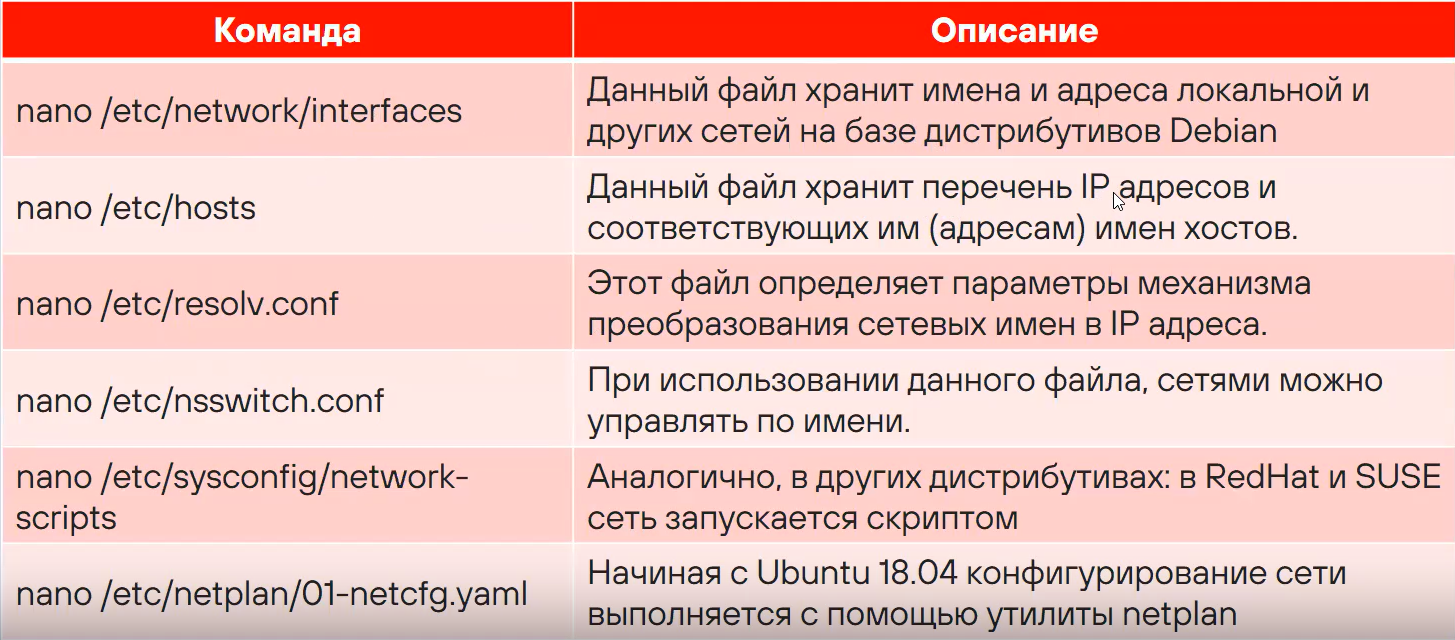 Команда
Описание
nano /etc/network/interfaces
Данный файл хранит имена и адреса локальной и
других сетей на базе дистрибутивов Debian
nano /etc/hosts
Данный файл хранит перечень IP адресов и
соответствующих им (адресам) имен хостов.
nano /etc/resolv.conf
Этот файл определяет параметры механизма
преобразования сетевых имен в IP адреса.
nano /etc/nsswitch.conf
При использовании данного файла, сетями можно
управлять по имени.
nano /etc/sysconfig/network-
scripts
Аналогично, в других дистрибутивах: в RedHat и SUSE
сеть запускается скриптом
nano /etc/netplan/01-netcfg.yaml
Начиная с Ubuntu 18.04 конфигурирование сети
выполняется с помощью утилиты netplan